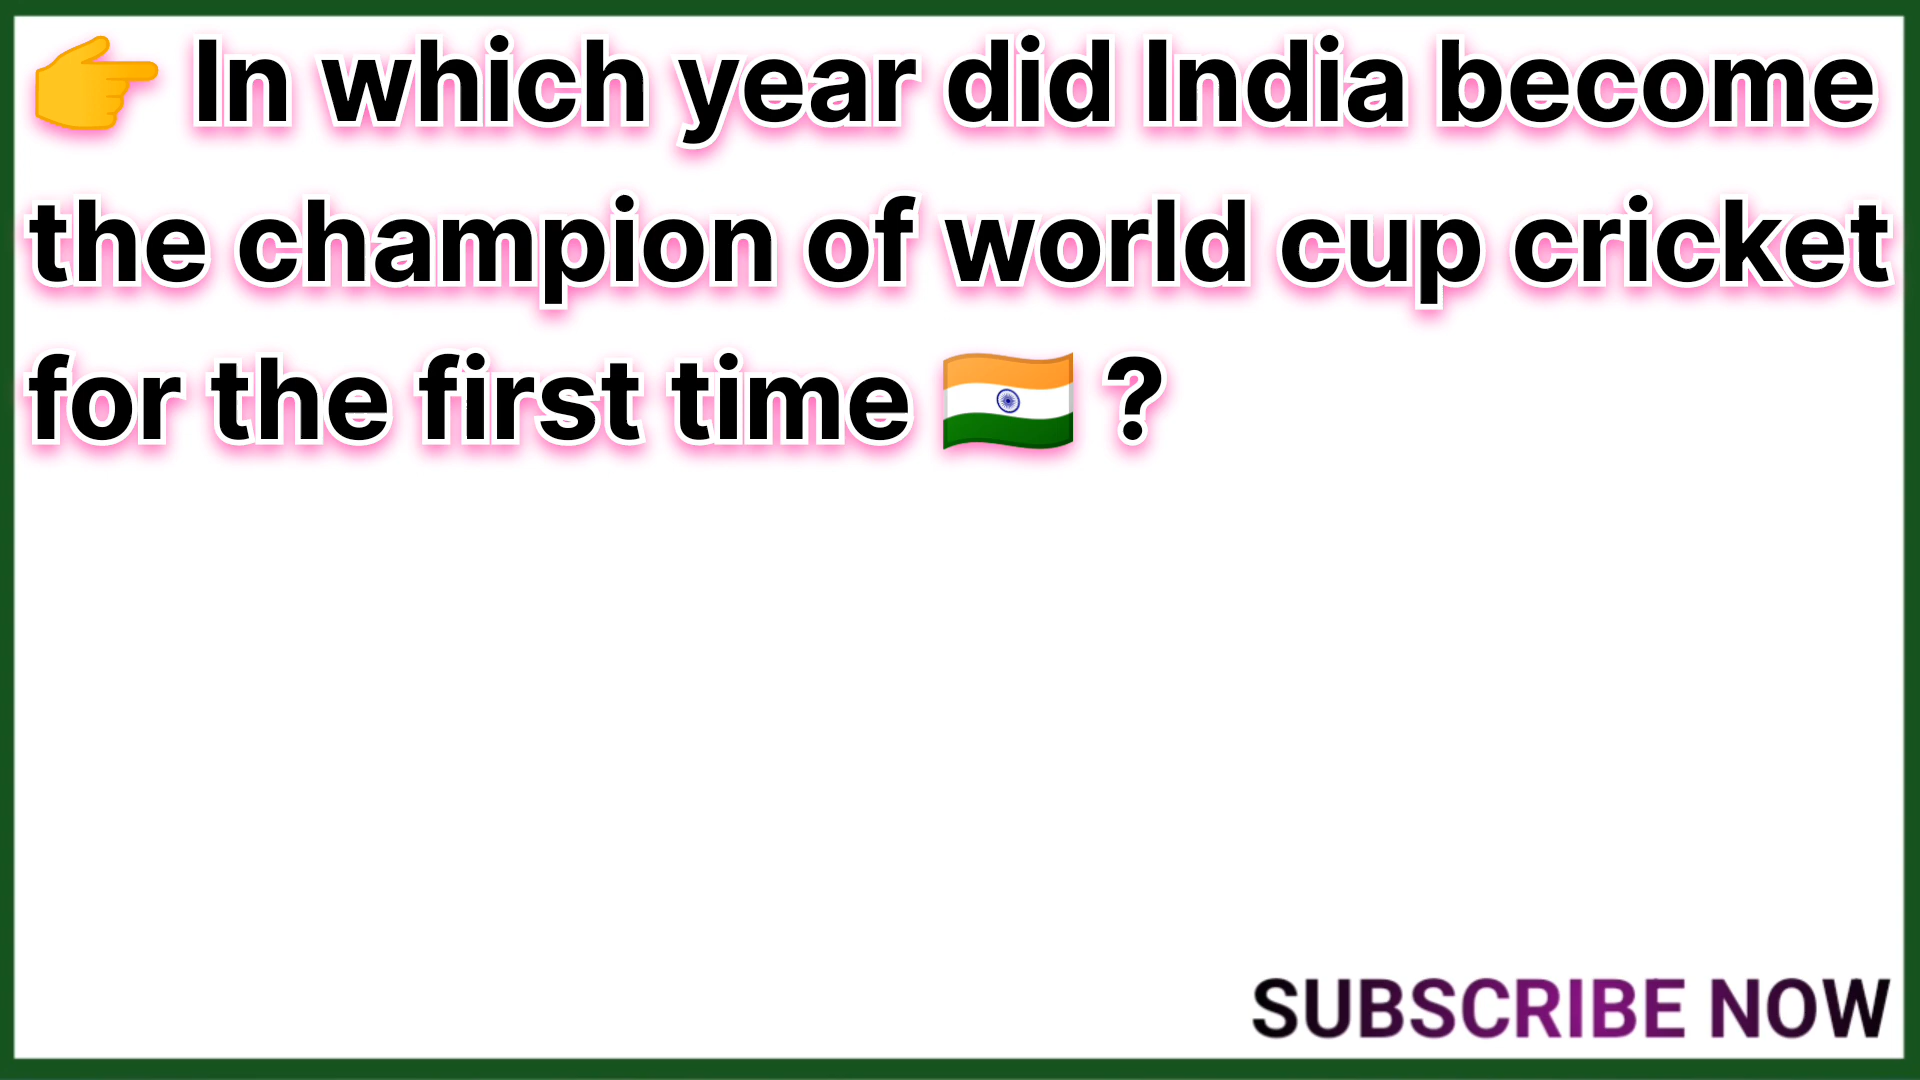 👉 In which year did India become
the champion of world cup cricket
for the first time 🇮🇳 ?
SUBSCRIBE NOW